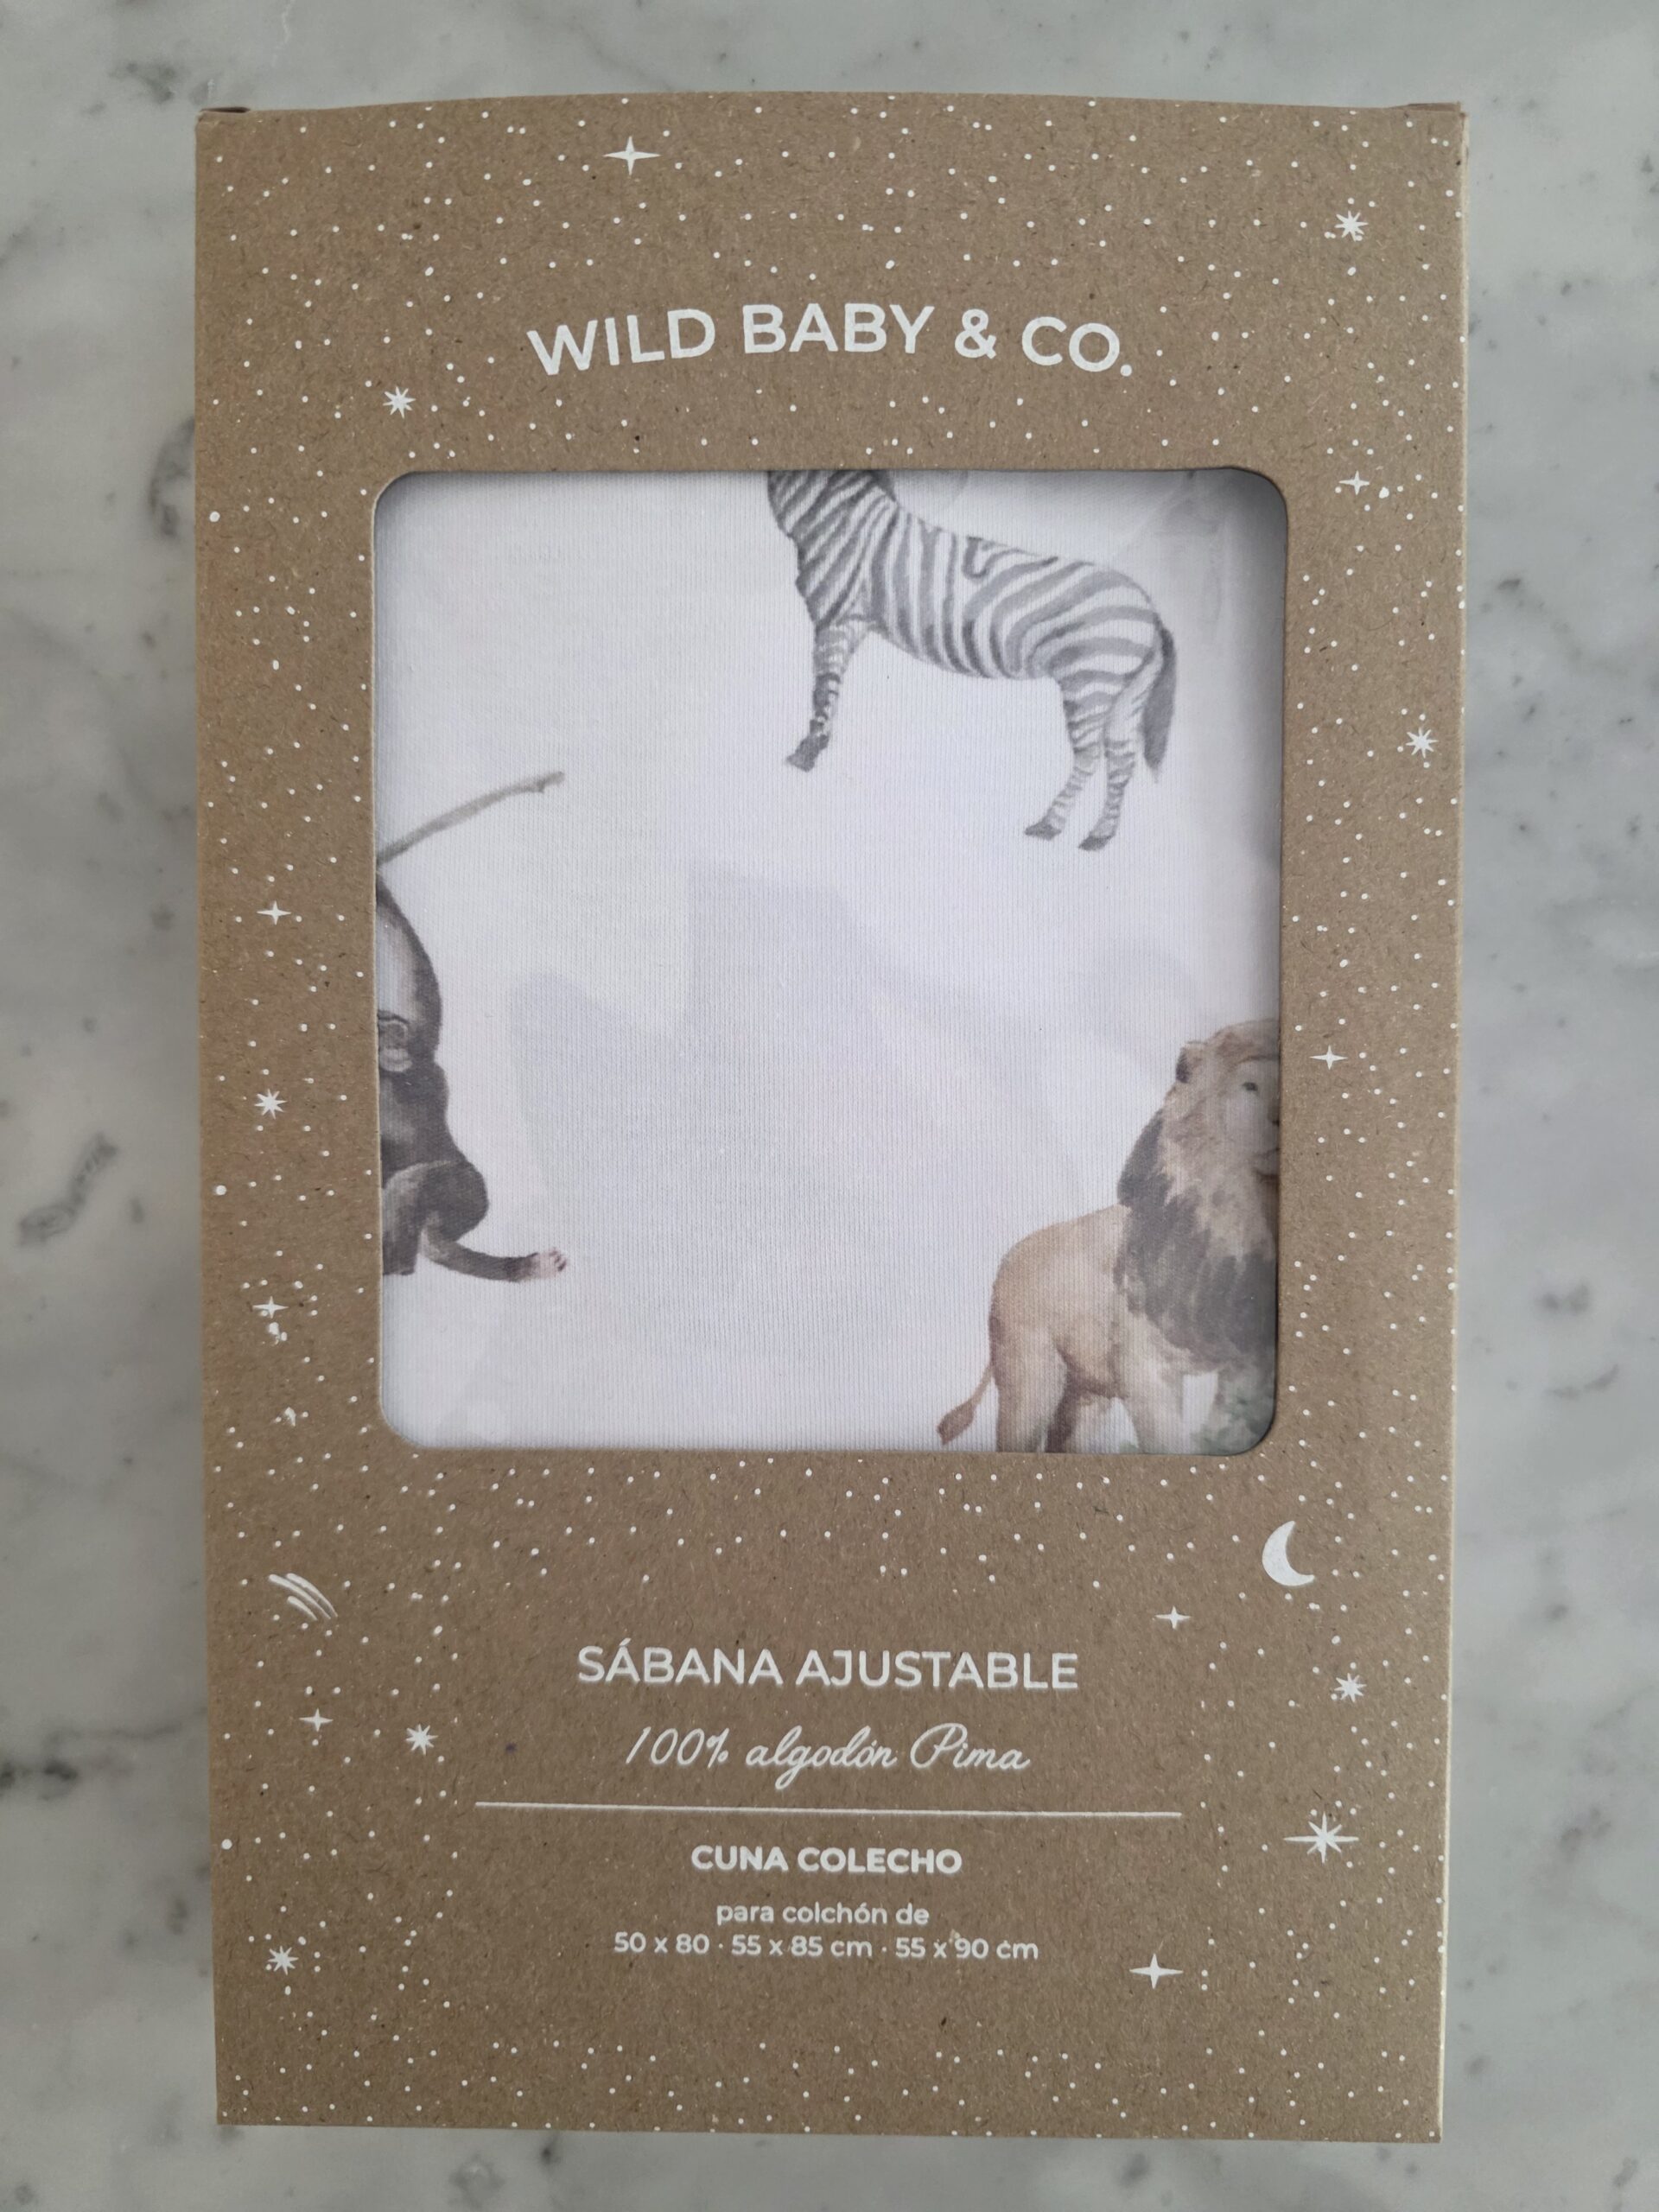 WILD BABY & CO.
SÁBANA AJUSTABLE
100% algodón Pima
CUNA COLECHO
para colchón de
50 x 80 · 55 x 85 cm · 55 x 90 cm